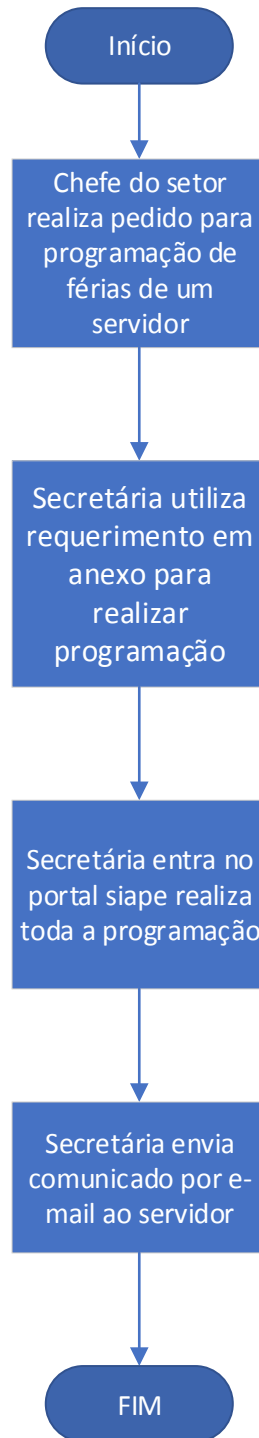 Início
Chefe do setor
realiza pedido para
programação de
férias de um
servidor
Secretária utiliza
requerimento em
anexo para
realizar
programação
Secretária entra no
portal siape realiza
toda a programação
Secretária envia
comunicado por e-
mail ao servidor
FIM